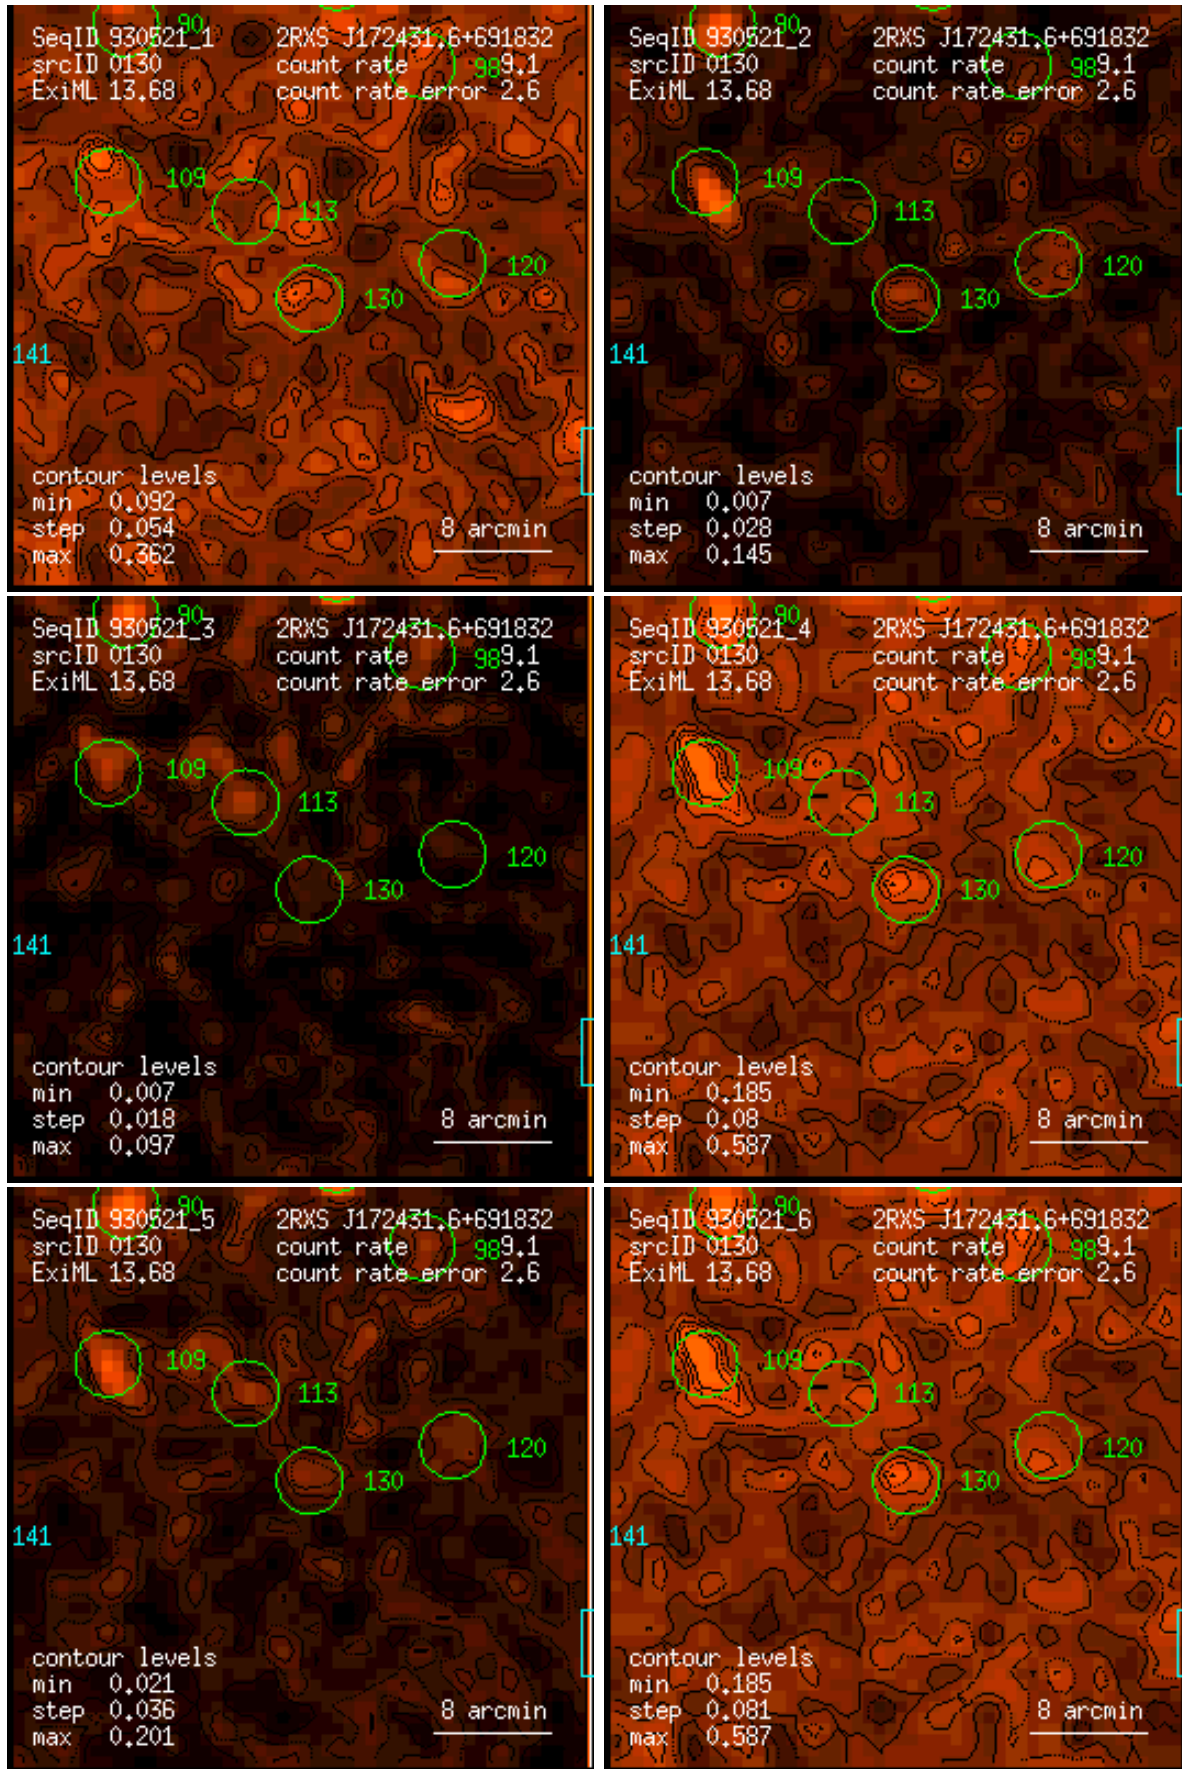 90
SeqID 930521_1 2RXS J172431.6+691832
srcID 0130 count rate 98 9.1
ExiML 13.68 count rate error 2.6
109
113
120
130
141
contour levels
min 0.092
step 0.054 8 arcmin
max 0.362
90
SeqID 930521_2 2RXS J172431.6+691832
srcID 0130 count rate 98 9.1
ExiML 13.68 count rate error 2.6
109
113
120
130
141
contour levels
min 0.007
step 0.028 8 arcmin
max 0.145
90
SeqID 930521_3 2RXS J172431.6+691832
srcID 0130 count rate 98 9.1
ExiML 13.68 count rate error 2.6
109
113
120
130
141
contour levels
min 0.007
step 0.018 8 arcmin
max 0.097
90
SeqID 930521_4 2RXS J172431.6+691832
srcID 0130 count rate 98 9.1
ExiML 13.68 count rate error 2.6
109
113
120
130
141
contour levels
min 0.185
step 0.08 8 arcmin
max 0.587
90
SeqID 930521_5 2RXS J172431.6+691832
srcID 0130 count rate 98 9.1
ExiML 13.68 count rate error 2.6
109
113
120
130
141
contour levels
min 0.021
step 0.036 8 arcmin
max 0.201
90
SeqID 930521_6 2RXS J172431.6+691832
srcID 0130 count rate 98 9.1
ExiML 13.68 count rate error 2.6
109
113
120
130
141
contour levels
min 0.185
step 0.081 8 arcmin
max 0.587